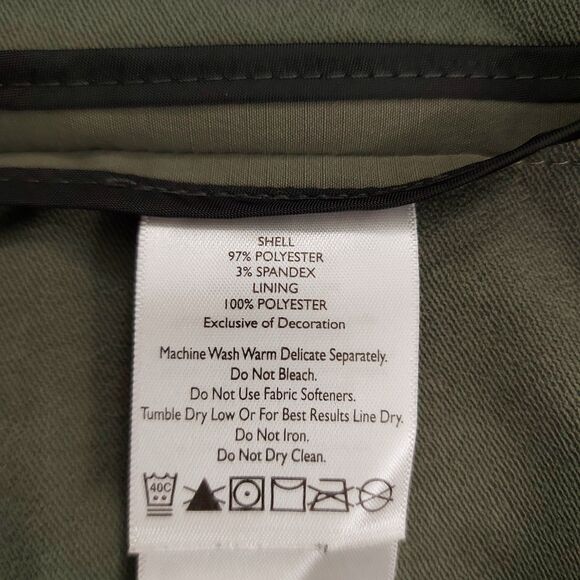 SHELL
97% POLYESTER
3% SPANDEX
LINING
100% POLYESTER
Exclusive of Decoration
Machine Wash Warm Delicate Separately.
Do Not Bleach.
Do Not Use Fabric Softeners.
Tumble Dry Low Or For Best Results Line Dry.
Do Not Iron.
Do Not Dry Clean.
40C